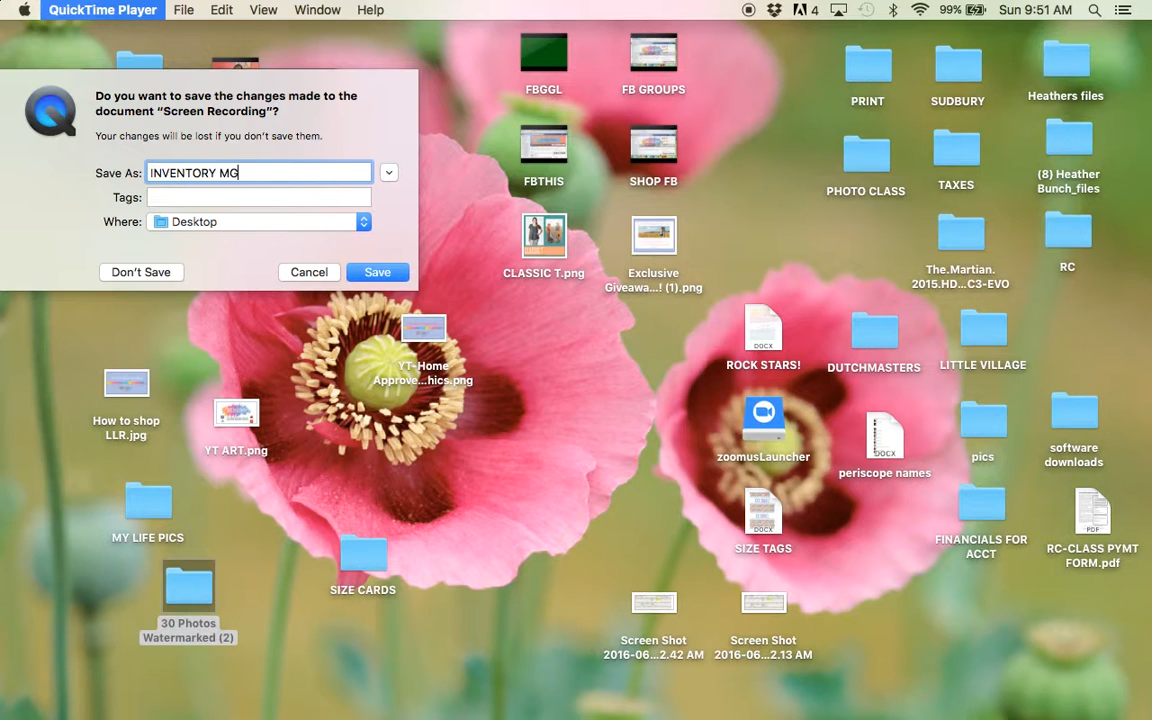 QuickTime Player File Edit View Window Help 4 99% Sun 9:51 AM
Do you want to save the changes made to the
document “Screen Recording”?
Your changes will be lost if you don’t save them.
Save As: INVENTORY MG
Tags:
Where: Desktop
Don’t Save Cancel Save
FBGGL
FB GROUPS
PRINT
SUDBURY
Heathers files
FBTHIS
SHOP FB
PHOTO CLASS
TAXES
(8) Heather
Bunch_files
CLASSIC T.png
Exclusive
Giveawa...! (1).png
The.Martian.
2015.HD...C3-EVO
RC
YT-Home
Approve...hics.png
DOCX
ROCK STARS!
DUTCHMASTERS
LITTLE VILLAGE
How to shop
LLR.jpg
YT ART.png
zoomusLauncher
DOCX
periscope names
pics
software
downloads
MY LIFE PICS
DOCX
SIZE TAGS
FINANCIALS FOR
ACCT
PDF
RC-CLASS PYMT
FORM.pdf
SIZE CARDS
30 Photos
Watermarked (2)
Screen Shot
2016-06...2.42 AM
Screen Shot
2016-06...2.13 AM